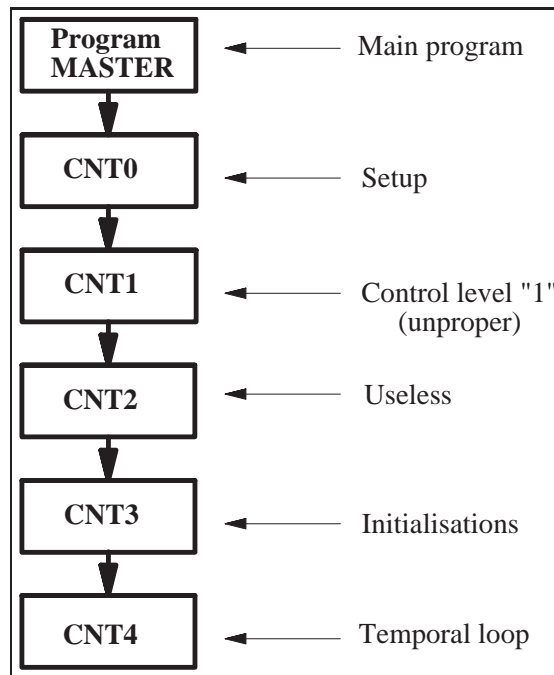 Program
MASTER
Main program
CNT0
Setup
CNT1
Control level "1"
(unproper)
CNT2
Useless
CNT3
Initialisations
CNT4
Temporal loop